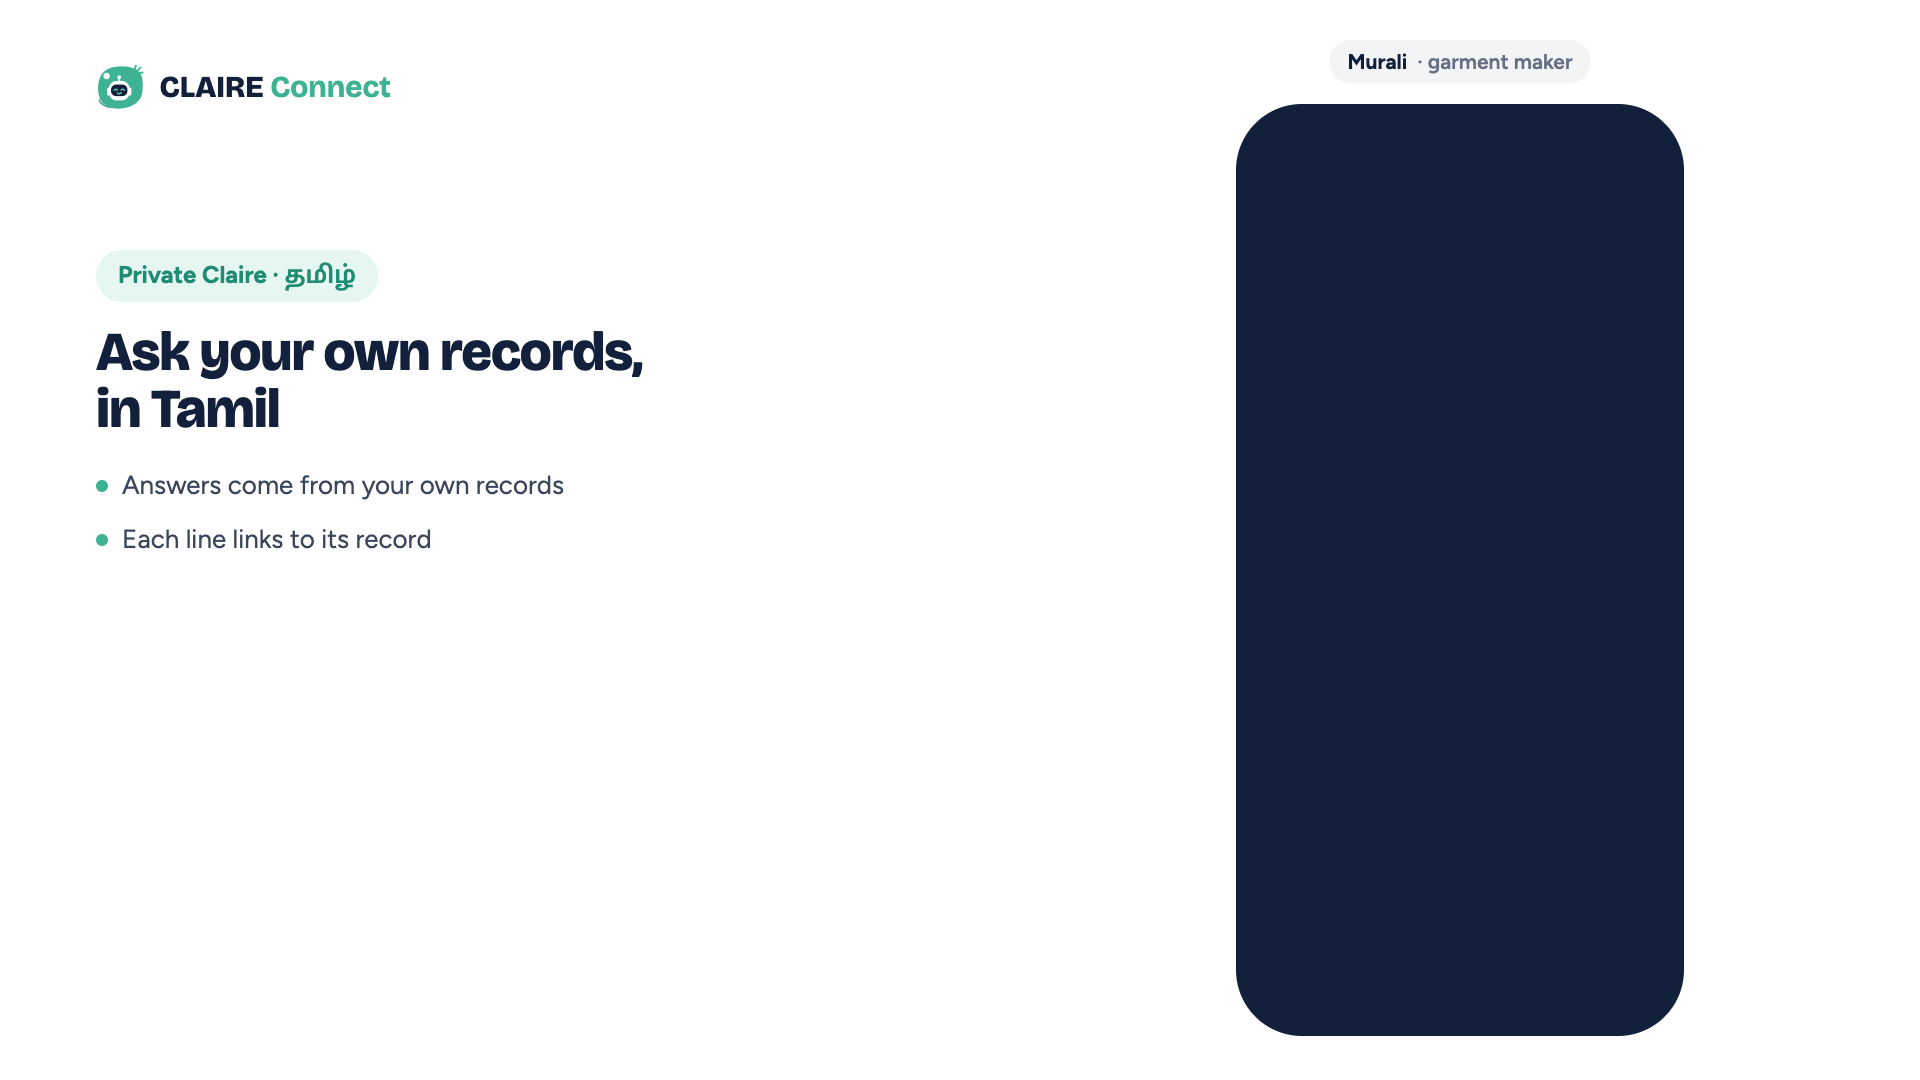 CLAIRE Connect
Murali · garment maker
Private Claire · தமிழ்
Ask your own records,
in Tamil
Answers come from your own records
Each line links to its record